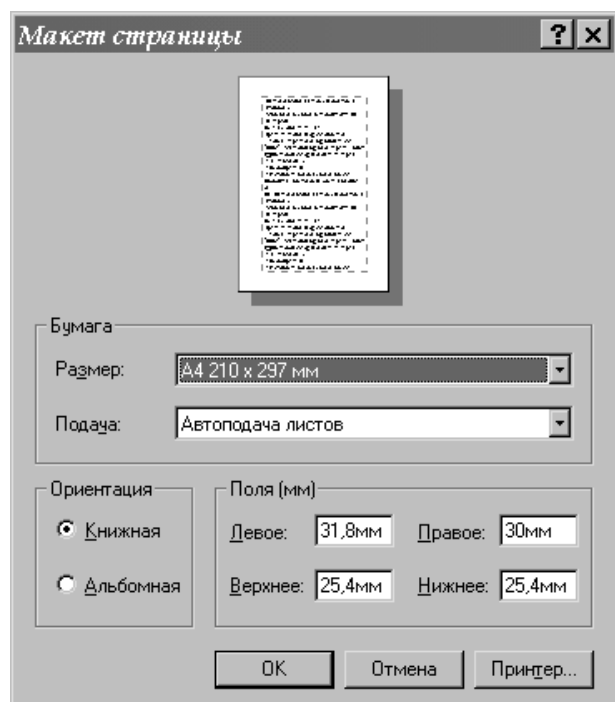 Макет страницы
Бумага
Размер: A4 210 x 297 мм
Подача: Автоподача листов
Ориентация
Книжная
Альбомная
Поля (мм)
Левое: 31,8мм Правое: 30мм
Верхнее: 25,4мм Нижнее: 25,4мм
OK Отмена Принтер...